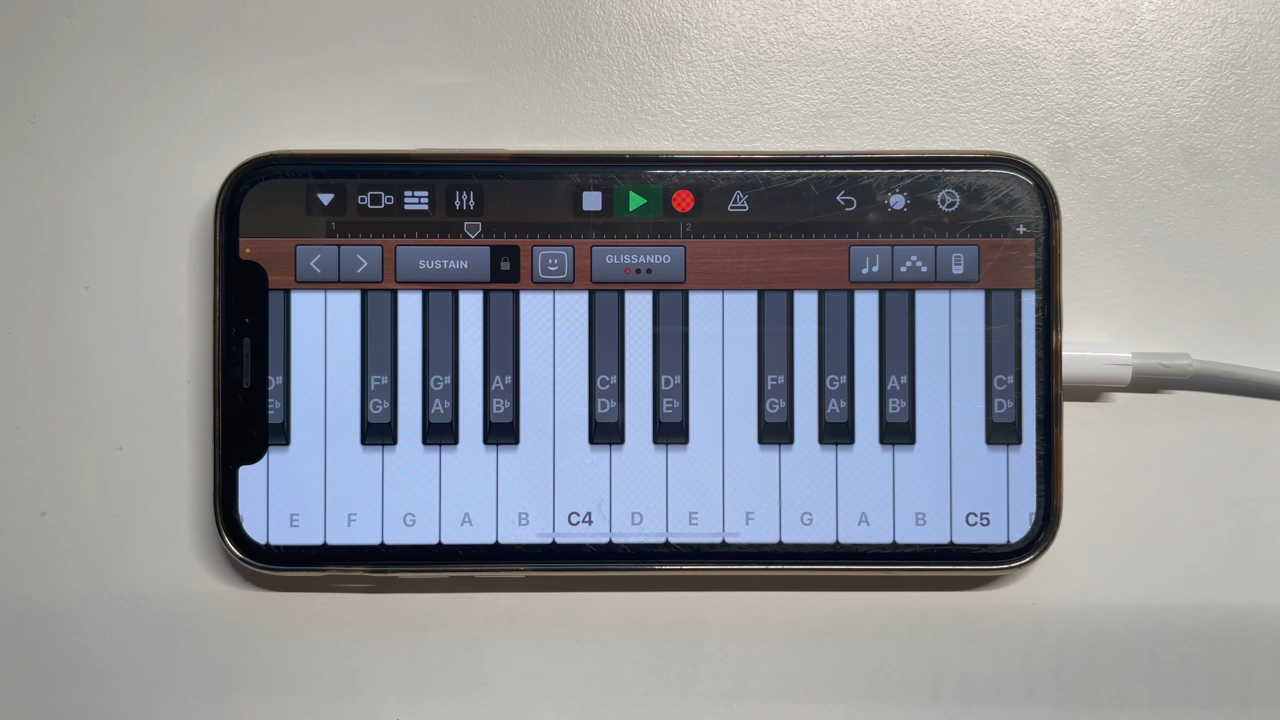 1 2
SUSTAIN GLISSANDO
D♯ F♯ G♯ A♯ C♯ D♯ F♯ G♯ A♯ C♯
E♭ G♭ A♭ B♭ D♭ E♭ G♭ A♭ B♭ D♭
E F G A B C4 D E F G A B C5